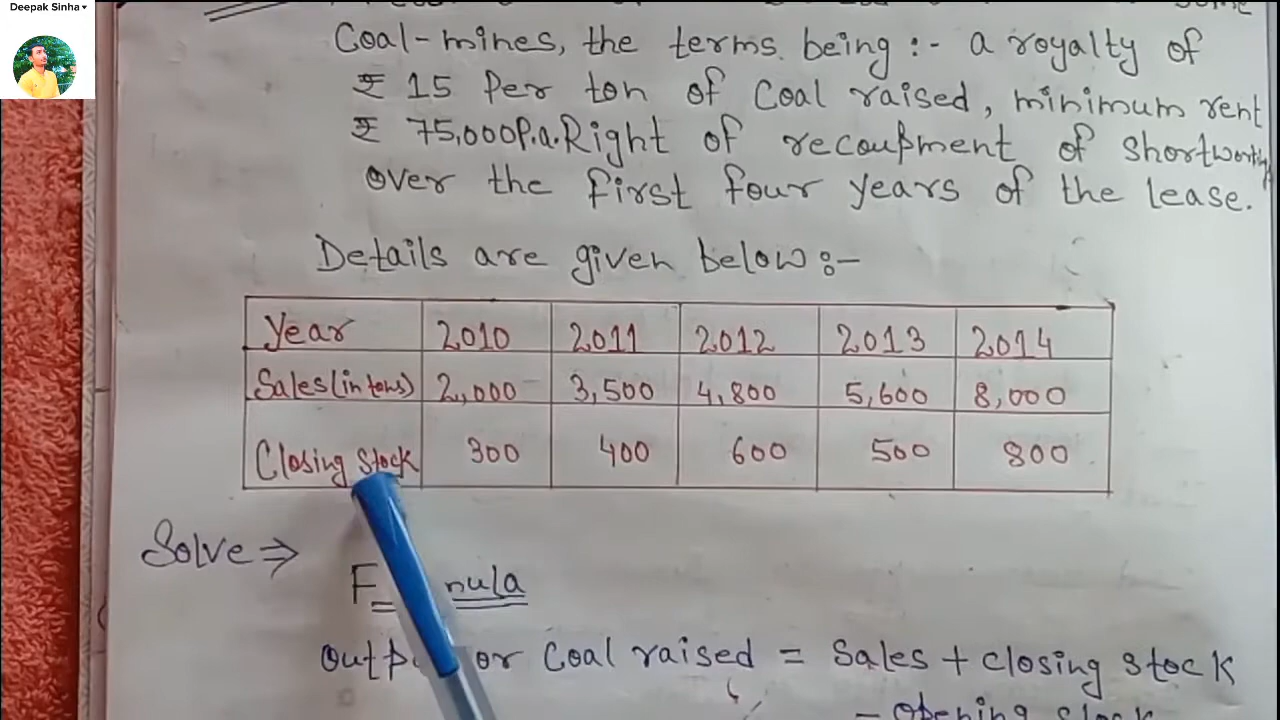 Deepak Sinha
Coal-mines, the terms being :- a royalty of
₹ 15 Per ton of Coal raised, minimum rent
₹ 75,000P.a. Right of recoupment of shortworkings
over the first four years of the lease.
Details are given below :-
Year 2010 2011 2012 2013 2014
Sales(in tons) 2,000 3,500 4,800 5,600 8,000
Closing Stock 300 400 600 500 800
Solve ⇒
or Coal raised = Sales + Closing Stock
- Opening Stock